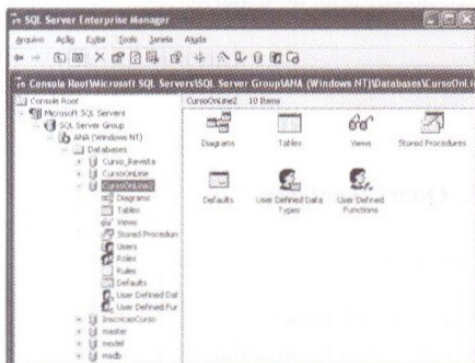 SQL Server Enterprise Manager
Arquivo Ação Exibir Tools Janela Ajuda
Console Root\Microsoft SQL Servers\SQL Server Group\ANA (Windows NT)\Databases\CursoOnLi
Console Root
Microsoft SQL Servers
SQL Server Group
ANA (Windows NT)
Databases
Curso_Revista
CursoOnLine
CursoOnLine2
Diagrams
Tables
Views
Stored Procedun
Users
Roles
Rules
Defaults
User Defined Dat
User Defined Fur
InscricaoCurso
master
model
msdb
CursoOnLine2 10 Items
Diagrams Tables Views Stored Procedures
Defaults User Defined Data Types User Defined Functions